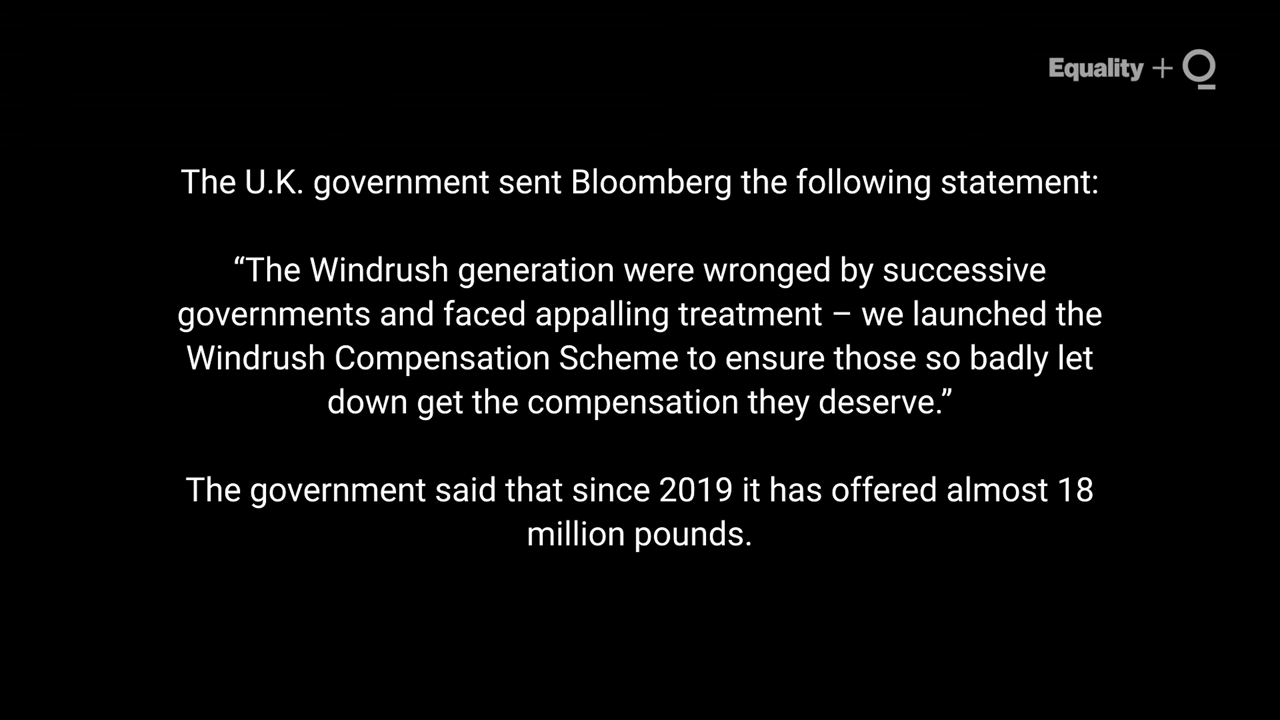 Equality + Q
The U.K. government sent Bloomberg the following statement:
“The Windrush generation were wronged by successive
governments and faced appalling treatment – we launched the
Windrush Compensation Scheme to ensure those so badly let
down get the compensation they deserve.”
The government said that since 2019 it has offered almost 18
million pounds.